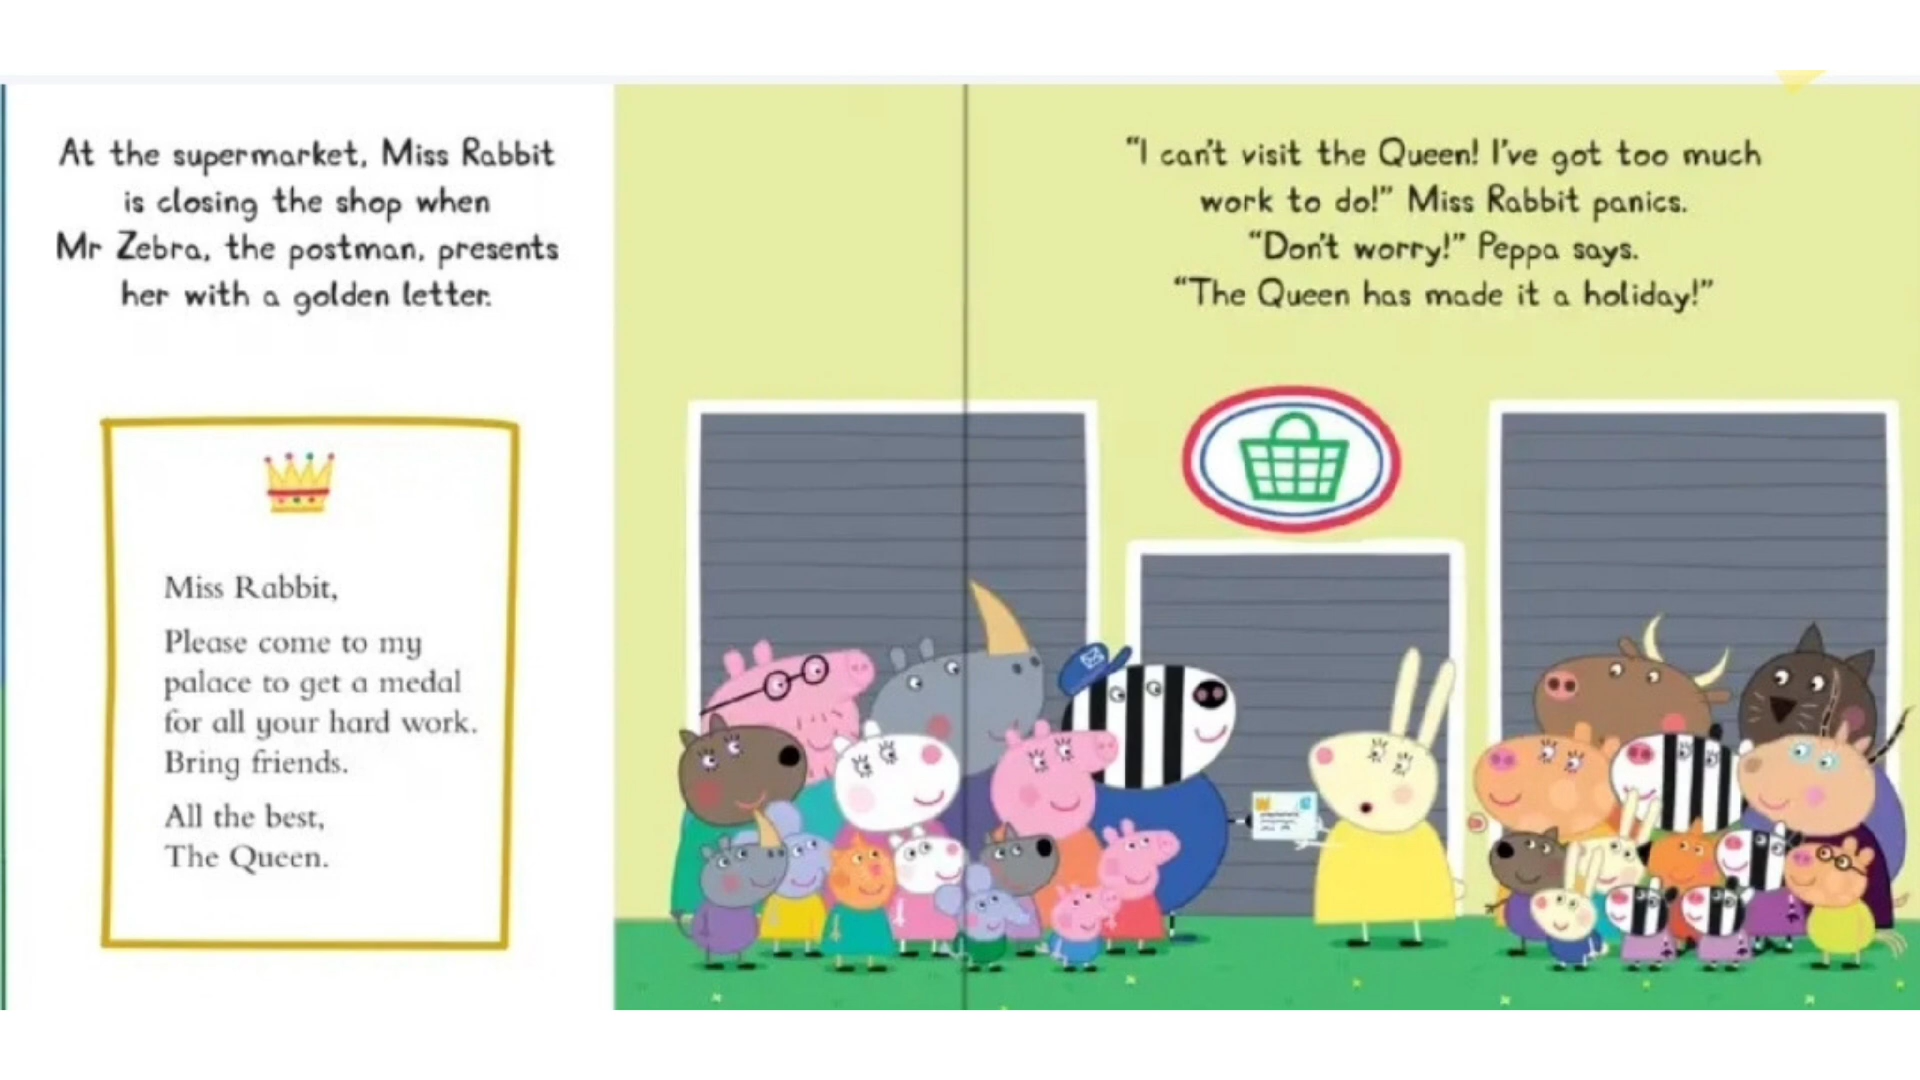 At the supermarket, Miss Rabbit
is closing the shop when
Mr Zebra, the postman, presents
her with a golden letter.
Miss Rabbit,
Please come to my
palace to get a medal
for all your hard work.
Bring friends.
All the best,
The Queen.
“I can’t visit the Queen! I’ve got too much
work to do!” Miss Rabbit panics.
“Don’t worry!” Peppa says.
“The Queen has made it a holiday!”